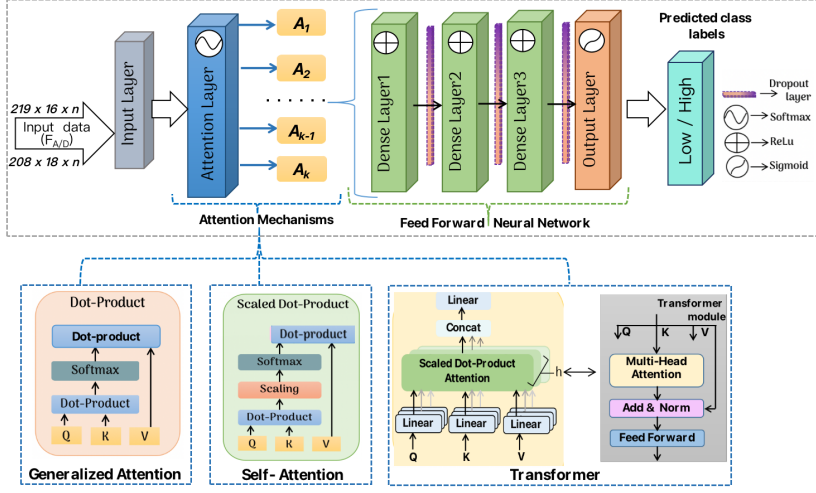 Predicted class
labels
219 x 16 x n
Input data
(F_A/D)
208 x 18 x n
Input Layer
Attention Layer
A1
A2
......
Ak-1
Ak
Dense Layer1
Dense Layer2
Dense Layer3
Output Layer
Low / High
Dropout
layer
Softmax
ReLu
Sigmoid
Attention Mechanisms
Feed Forward Neural Network
Dot-Product
Dot-product
Softmax
Dot-Product
Q K V
Generalized Attention
Scaled Dot-Product
Dot-product
Softmax
Scaling
Dot-Product
Q K V
Self- Attention
Linear
Concat
Scaled Dot-Product
Attention
h
Linear Linear Linear
Q K V
Transformer
Transformer
module
Q K V
Multi-Head
Attention
Add & Norm
Feed Forward